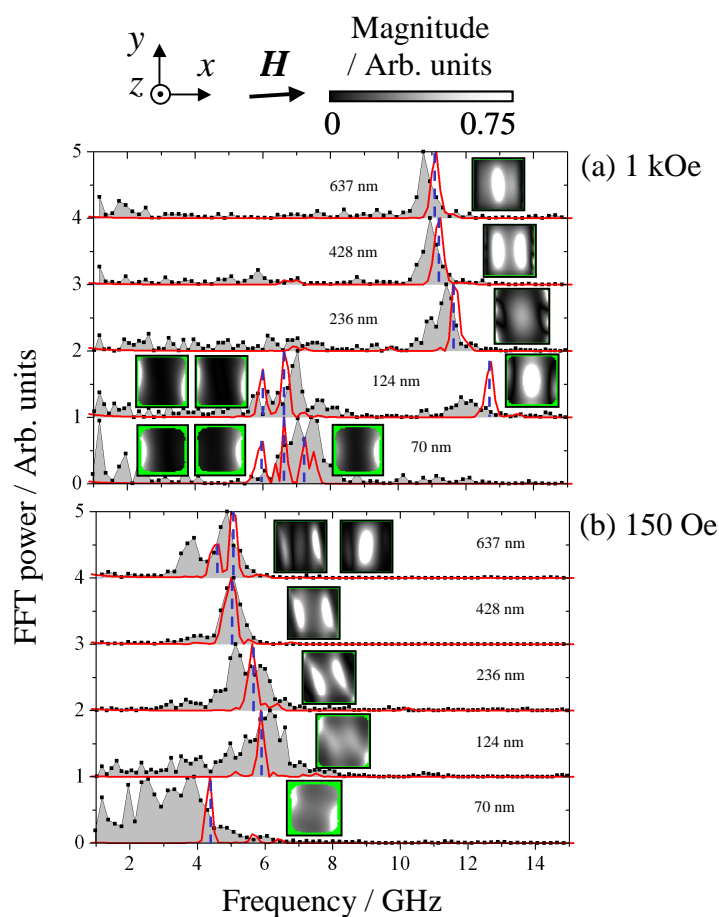 Magnitude
/ Arb. units
y
z
x
H
0
0.75
(a) 1 kOe
5
637 nm
4
428 nm
3
236 nm
2
124 nm
1
70 nm
0
(b) 150 Oe
5
637 nm
4
428 nm
3
236 nm
2
124 nm
1
70 nm
0
2 4 6 8 10 12 14
FFT power / Arb. units
Frequency / GHz